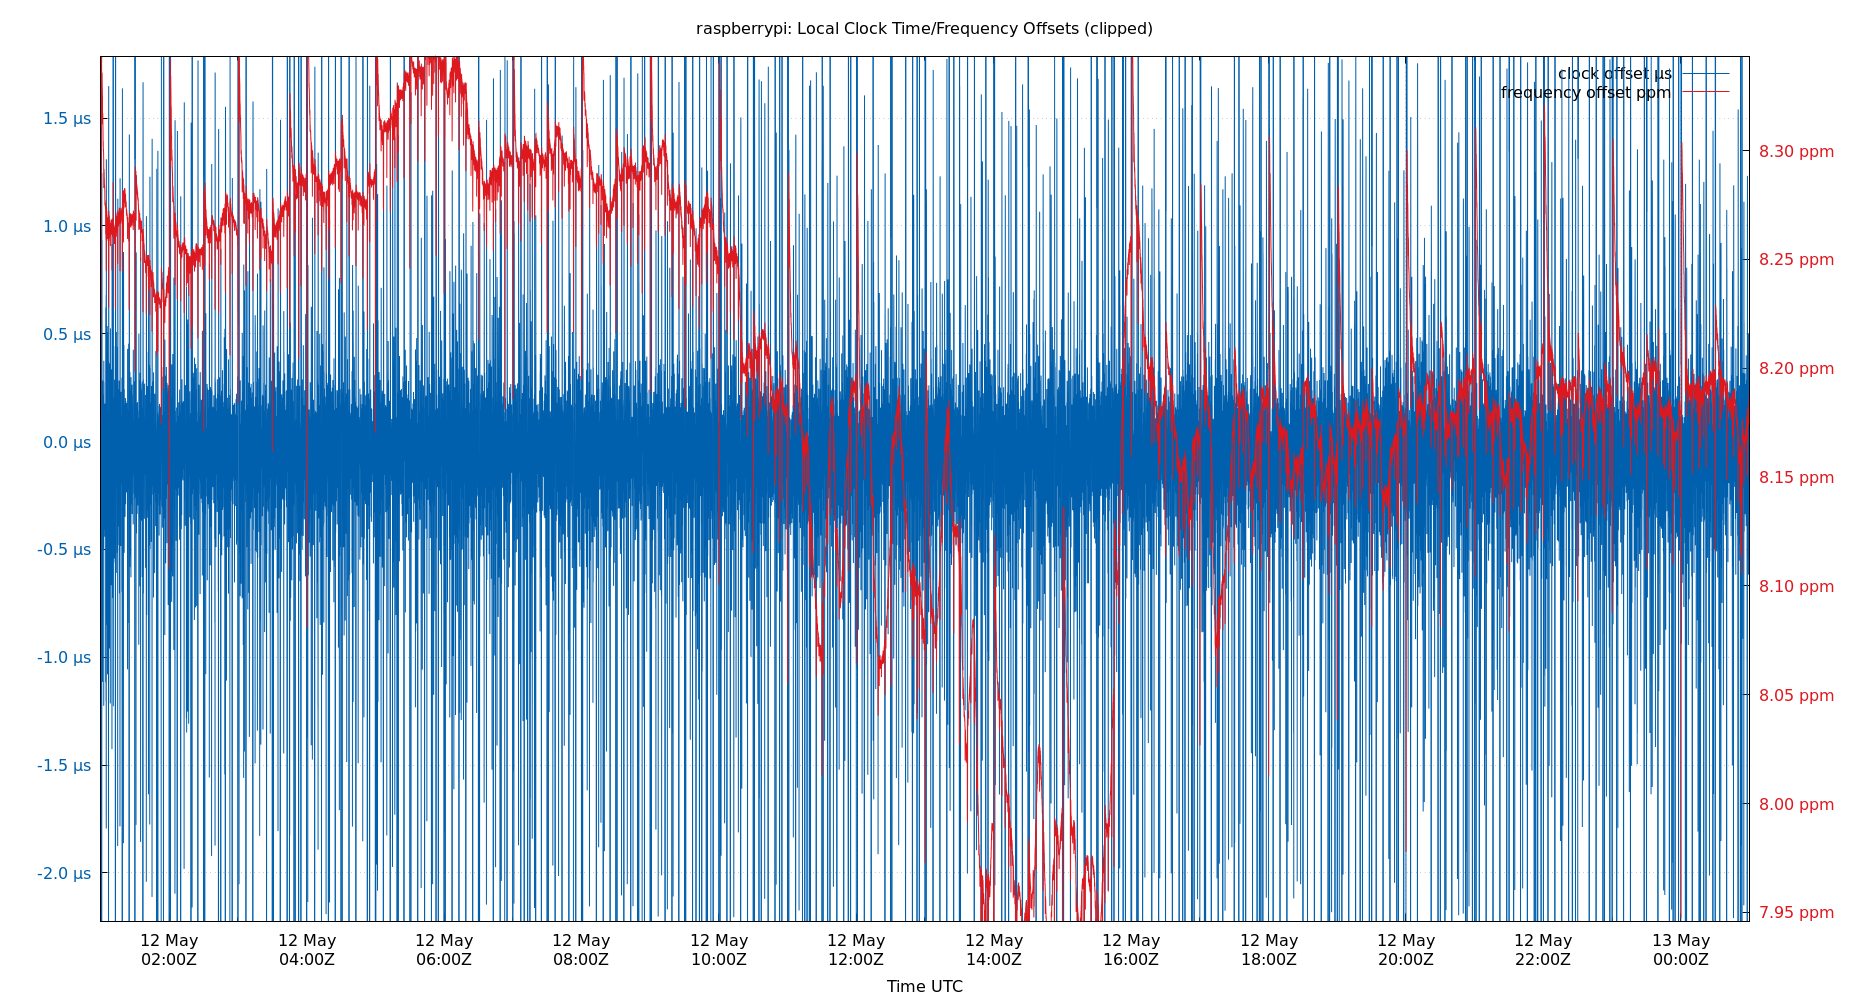 raspberrypi: Local Clock Time/Frequency Offsets (clipped)
clock offset µs
frequency offset ppm
1.5 µs
1.0 µs
0.5 µs
0.0 µs
-0.5 µs
-1.0 µs
-1.5 µs
-2.0 µs
8.30 ppm
8.25 ppm
8.20 ppm
8.15 ppm
8.10 ppm
8.05 ppm
8.00 ppm
7.95 ppm
12 May 12 May 12 May 12 May 12 May 12 May 12 May 12 May 12 May 12 May 12 May 13 May
02:00Z 04:00Z 06:00Z 08:00Z 10:00Z 12:00Z 14:00Z 16:00Z 18:00Z 20:00Z 22:00Z 00:00Z
Time UTC